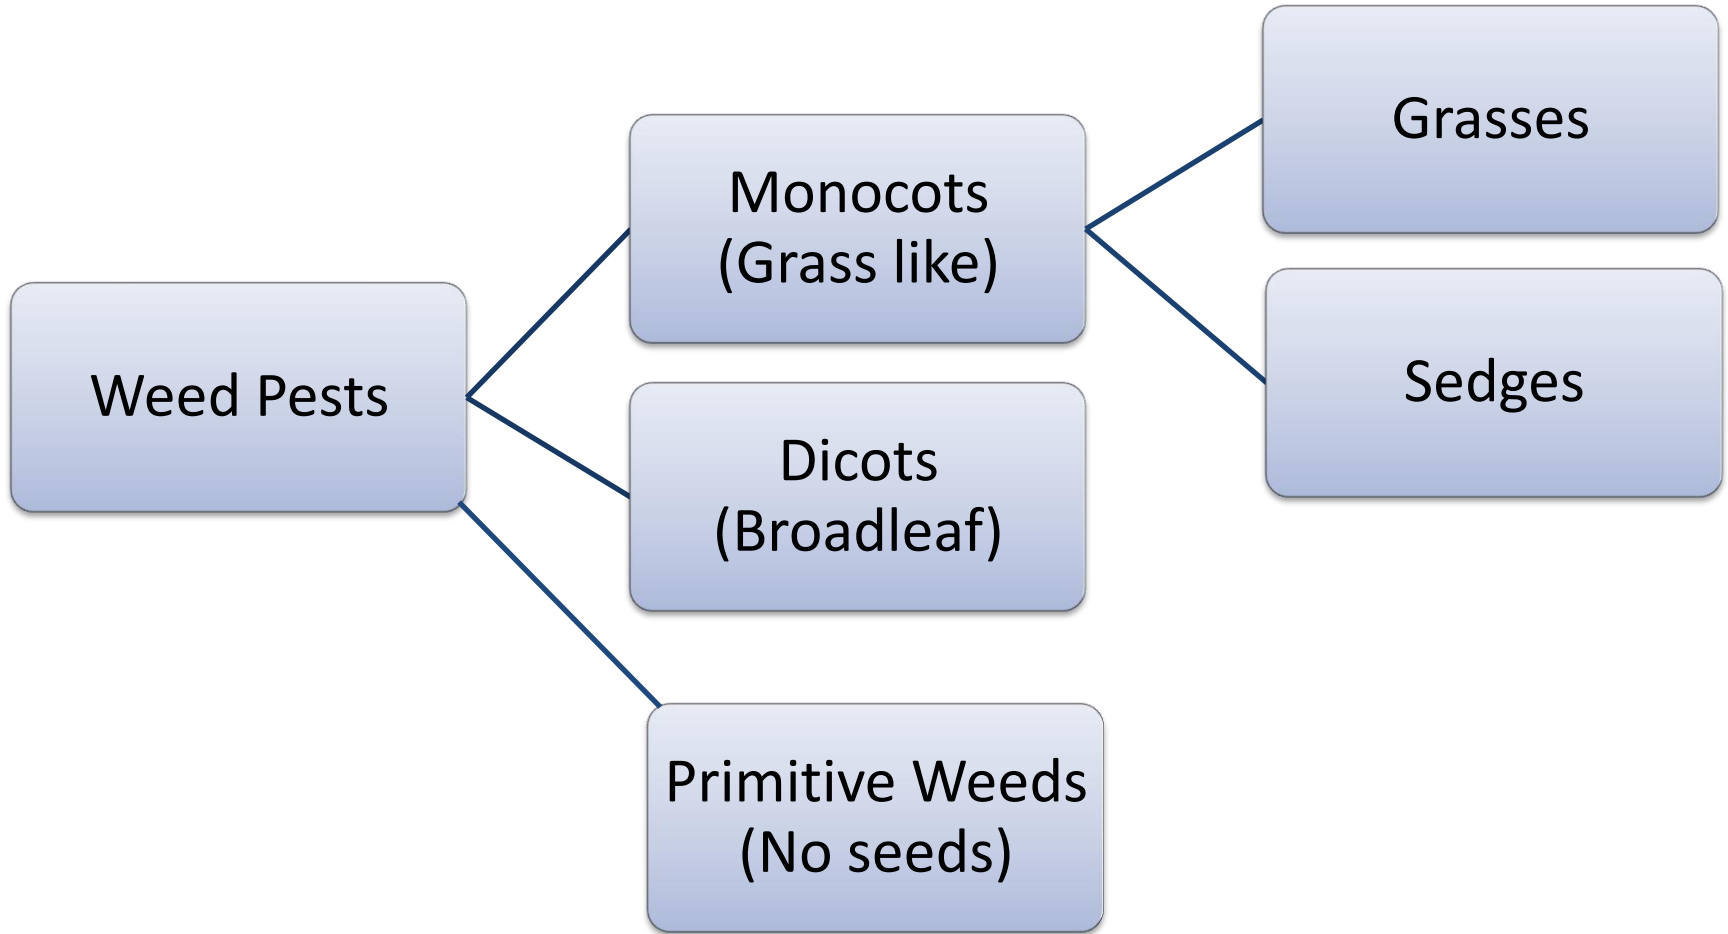 Weed Pests
Monocots
(Grass like)
Grasses
Sedges
Dicots
(Broadleaf)
Primitive Weeds
(No seeds)